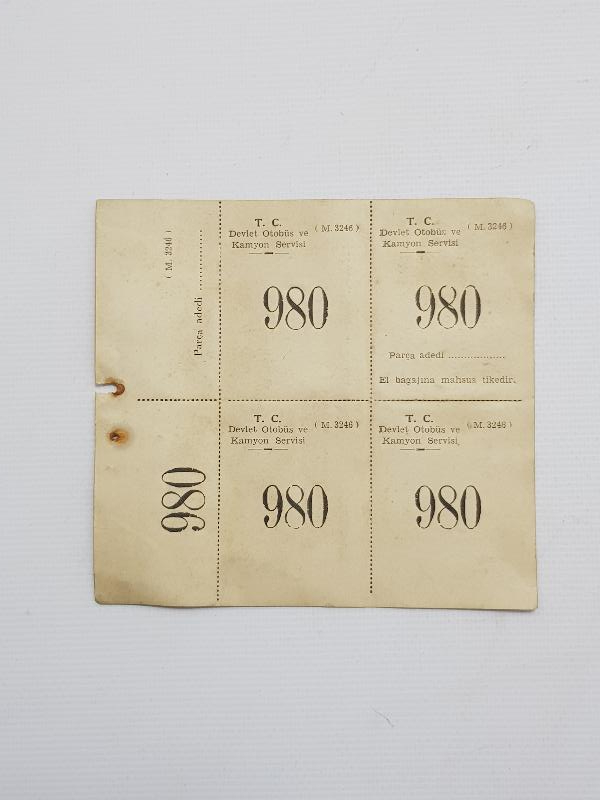 ( M. 3246 )
Parça adedi ..................
980
T. C.
Devlet Otobüs ve ( M. 3246 )
Kamyon Servisi
980
T. C.
Devlet Otobüs ve ( M. 3246 )
Kamyon Servisi
980
Parça adedi ..................
El bagajına mahsus tikedir.
T. C.
Devlet Otobüs ve ( M. 3246 )
Kamyon Servisi
980
T. C.
Devlet Otobüs ve ( M. 3246 )
Kamyon Servisi
980